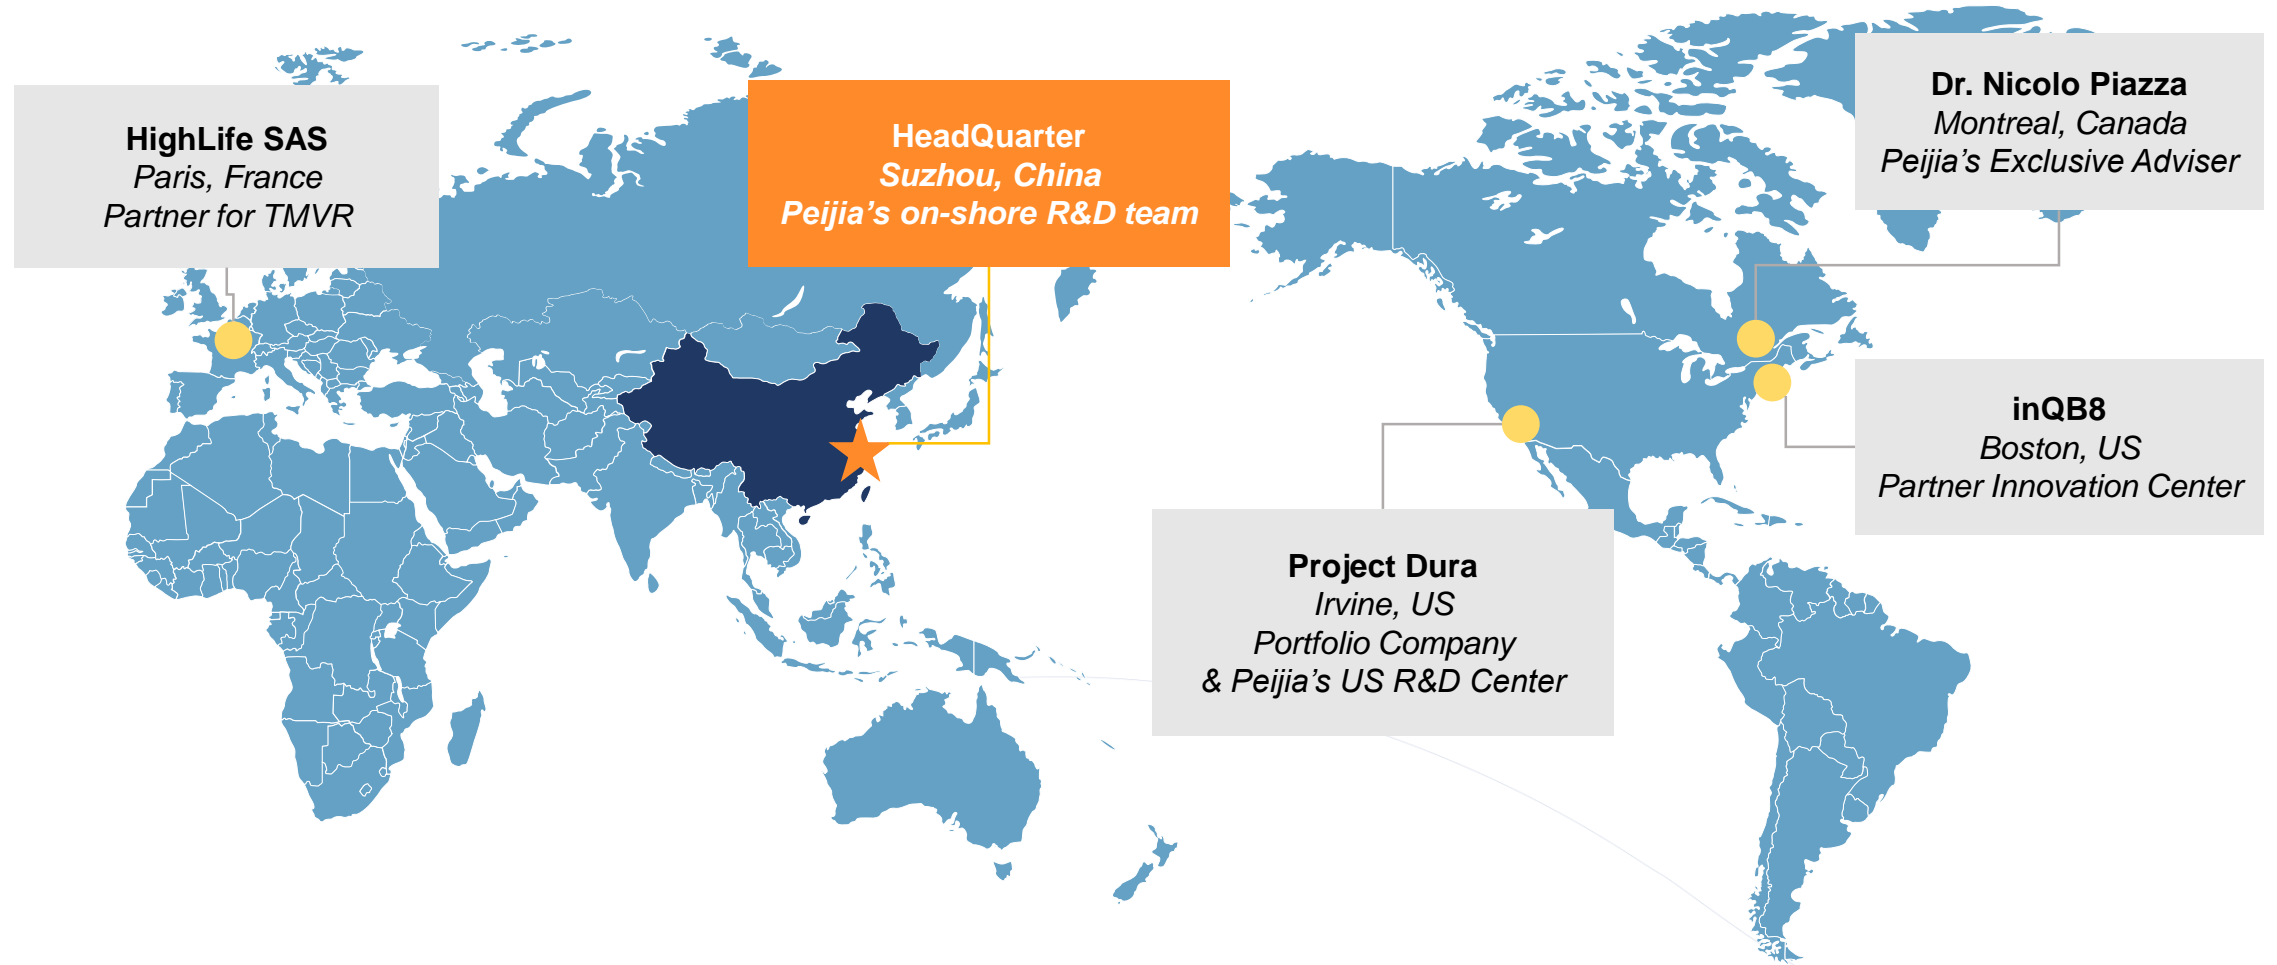 HighLife SAS
Paris, France
Partner for TMVR
HeadQuarter
Suzhou, China
Peijia’s on-shore R&D team
Dr. Nicolo Piazza
Montreal, Canada
Peijia’s Exclusive Adviser
inQB8
Boston, US
Partner Innovation Center
Project Dura
Irvine, US
Portfolio Company
& Peijia’s US R&D Center